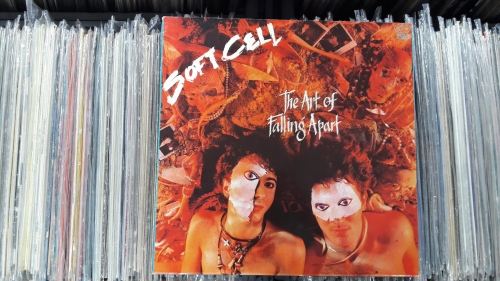 SOFT CELL
The Art of
Falling Apart